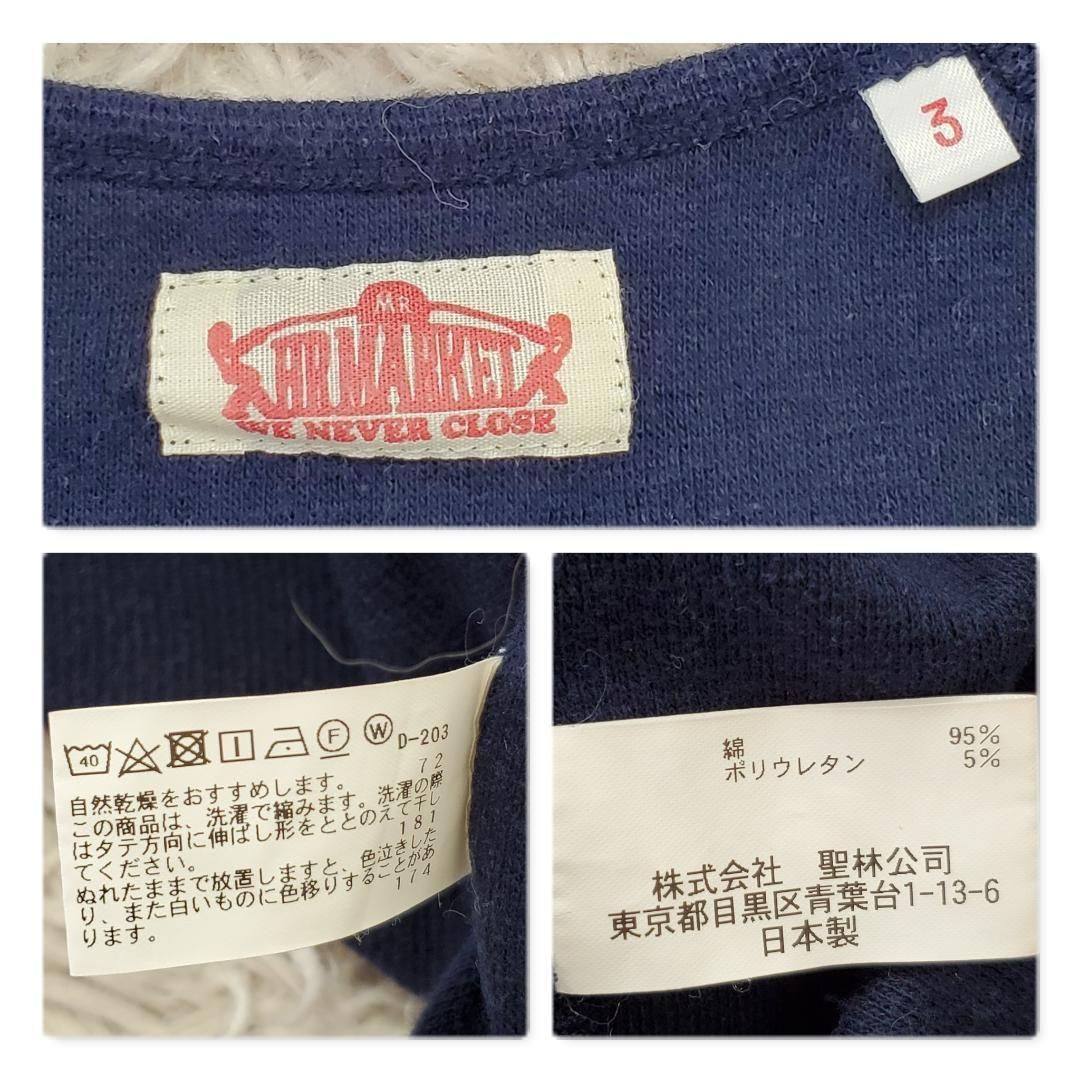 3
MR
HR MARKET
WE NEVER CLOSE
40 F W D-203
72
自然乾燥をおすすめします。
この商品は、洗濯で縮みます。洗濯の際
はタテ方向に伸ばし形をととのえて干し
てください。
181
ぬれたままで放置しますと、色泣きした
り、また白いものに色移りすることがあ
ります。
174
綿 95%
ポリウレタン 5%
株式会社 聖林公司
東京都目黒区青葉台1-13-6
日本製